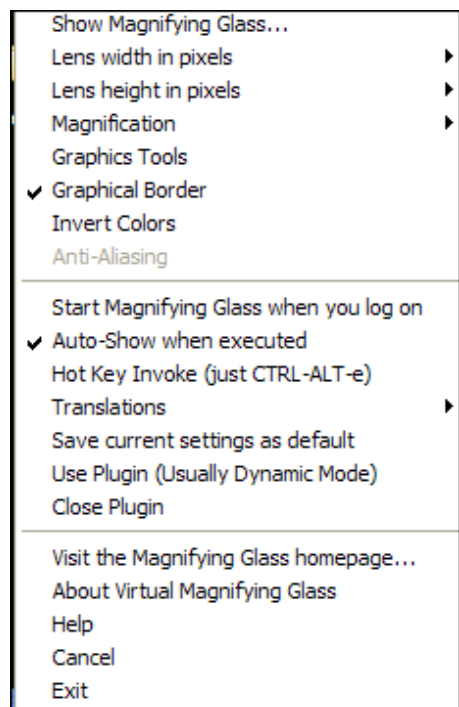 Show Magnifying Glass...
Lens width in pixels
Lens height in pixels
Magnification
Graphics Tools
Graphical Border
Invert Colors
Anti-Aliasing
Start Magnifying Glass when you log on
Auto-Show when executed
Hot Key Invoke (just CTRL-ALT-e)
Translations
Save current settings as default
Use Plugin (Usually Dynamic Mode)
Close Plugin
Visit the Magnifying Glass homepage...
About Virtual Magnifying Glass
Help
Cancel
Exit